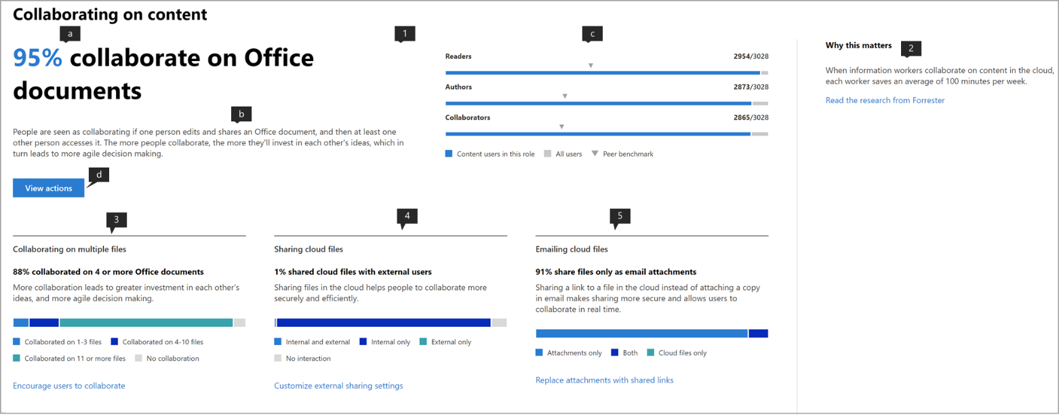 Collaborating on content
a
1
c
95% collaborate on Office
documents
b
People are seen as collaborating if one person edits and shares an Office document, and then at least one
other person accesses it. The more people collaborate, the more they'll invest in each other's ideas, which in
turn leads to more agile decision making.
View actions
d
Readers 2954/3028
Authors 2873/3028
Collaborators 2865/3028
Content users in this role All users Peer benchmark
Why this matters
2
When information workers collaborate on content in the cloud,
each worker saves an average of 100 minutes per week.
Read the research from Forrester
3
Collaborating on multiple files
88% collaborated on 4 or more Office documents
More collaboration leads to greater investment in each other's
ideas, and more agile decision making.
Collaborated on 1-3 files Collaborated on 4-10 files
Collaborated on 11 or more files No collaboration
Encourage users to collaborate
4
Sharing cloud files
1% shared cloud files with external users
Sharing files in the cloud helps people to collaborate more
securely and efficiently.
Internal and external Internal only External only
No interaction
Customize external sharing settings
5
Emailing cloud files
91% share files only as email attachments
Sharing a link to a file in the cloud instead of attaching a copy
in email makes sharing more secure and allows users to
collaborate in real time.
Attachments only Both Cloud files only
Replace attachments with shared links